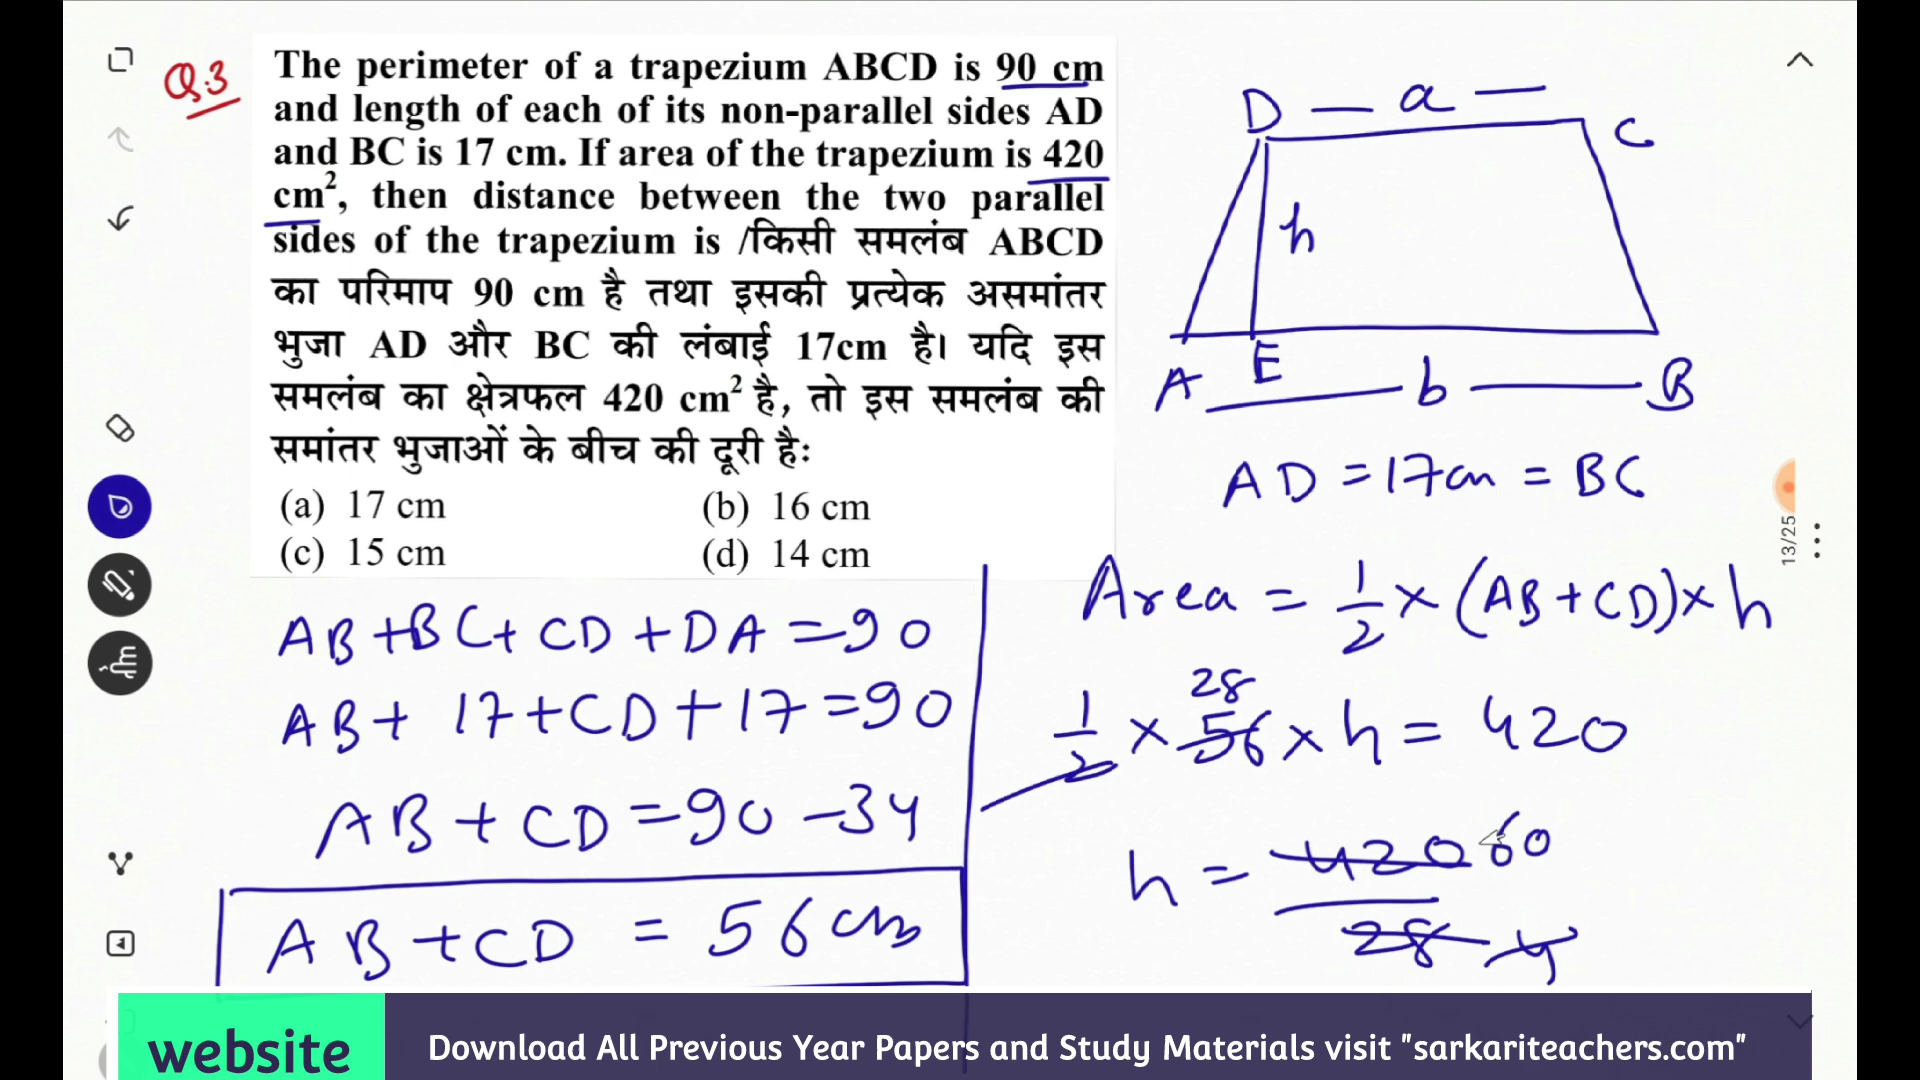 Q.3
The perimeter of a trapezium ABCD is 90 cm
and length of each of its non-parallel sides AD
and BC is 17 cm. If area of the trapezium is 420
cm², then distance between the two parallel
sides of the trapezium is /किसी समलंब ABCD
का परिमाप 90 cm है तथा इसकी प्रत्येक असमांतर
भुजा AD और BC की लंबाई 17cm है। यदि इस
समलंब का क्षेत्रफल 420 cm² है, तो इस समलंब की
समांतर भुजाओं के बीच की दूरी हैः
(a) 17 cm (b) 16 cm
(c) 15 cm (d) 14 cm
D — a — C
h
A E b B
AD = 17cm = BC
13/25
AB+BC+CD+DA=90
AB+17+CD+17=90
AB+CD=90-34
AB+CD = 56cm
Area = 1/2 × (AB+CD)× h
28
1/2 × 56 × h = 420
h = 420 60
28 4
website
Download All Previous Year Papers and Study Materials visit "sarkariteachers.com"